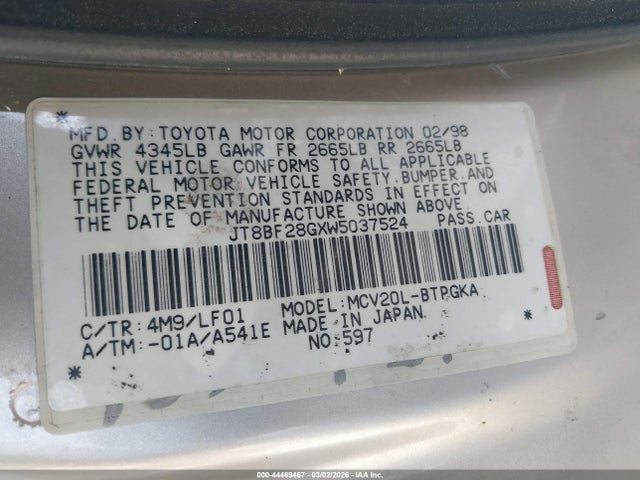 MFD. BY: TOYOTA MOTOR CORPORATION 02/98
GVWR 4345LB GAWR FR 2665LB RR 2665LB
THIS VEHICLE CONFORMS TO ALL APPLICABLE
FEDERAL MOTOR VEHICLE SAFETY, BUMPER, AND
THEFT PREVENTION STANDARDS IN EFFECT ON
THE DATE OF MANUFACTURE SHOWN ABOVE.
JT8BF28GXW5037524 PASS. CAR
C/TR: 4M9/LF01 MODEL: MCV20L-BTPGKA
A/TM: -01A/A541E MADE IN JAPAN.
NO. 597
000-44469467 | 03/02/2026 - IAA Inc.